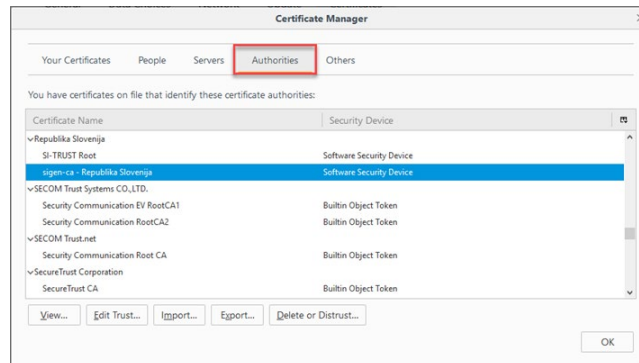 Certificate Manager
Your Certificates People Servers Authorities Others
You have certificates on file that identify these certificate authorities:
Certificate Name Security Device
Republika Slovenija
SI-TRUST Root Software Security Device
sigen-ca - Republika Slovenija Software Security Device
SECOM Trust Systems CO.,LTD.
Security Communication EV RootCA1 Builtin Object Token
Security Communication RootCA2 Builtin Object Token
SECOM Trust.net
Security Communication Root CA Builtin Object Token
SecureTrust Corporation
SecureTrust CA Builtin Object Token
View... Edit Trust... Import... Export... Delete or Distrust...
OK